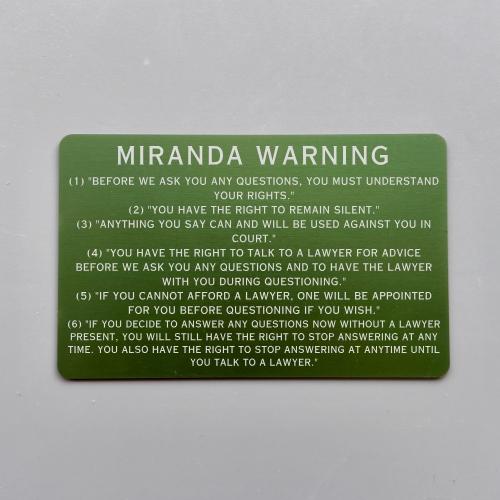 MIRANDA WARNING
(1) "BEFORE WE ASK YOU ANY QUESTIONS, YOU MUST UNDERSTAND
YOUR RIGHTS."
(2) "YOU HAVE THE RIGHT TO REMAIN SILENT."
(3) "ANYTHING YOU SAY CAN AND WILL BE USED AGAINST YOU IN
COURT."
(4) "YOU HAVE THE RIGHT TO TALK TO A LAWYER FOR ADVICE
BEFORE WE ASK YOU ANY QUESTIONS AND TO HAVE THE LAWYER
WITH YOU DURING QUESTIONING."
(5) "IF YOU CANNOT AFFORD A LAWYER, ONE WILL BE APPOINTED
FOR YOU BEFORE QUESTIONING IF YOU WISH."
(6) "IF YOU DECIDE TO ANSWER ANY QUESTIONS NOW WITHOUT A LAWYER
PRESENT, YOU WILL STILL HAVE THE RIGHT TO STOP ANSWERING AT ANY
TIME. YOU ALSO HAVE THE RIGHT TO STOP ANSWERING AT ANYTIME UNTIL
YOU TALK TO A LAWYER."